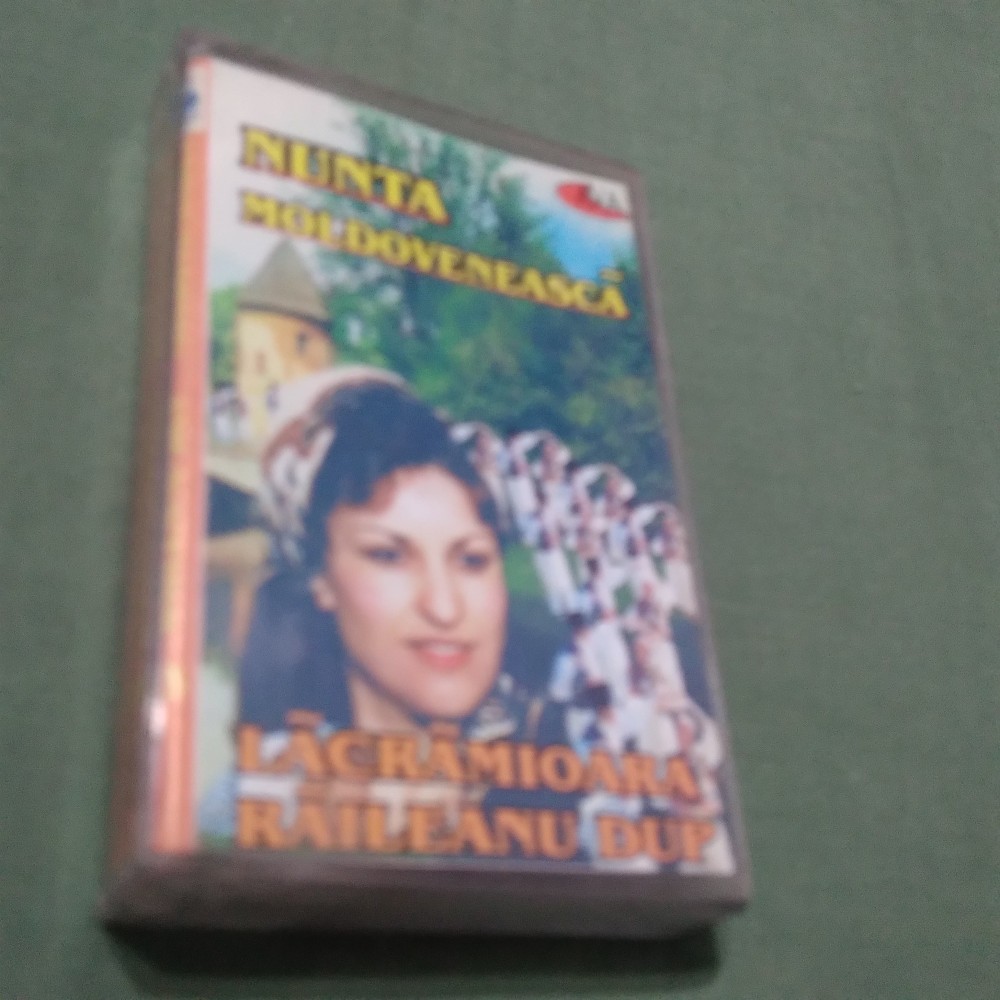 NUNTA
MOLDOVENEASCĂ
LĂCRĂMIOARA
RĂILEANU DUP